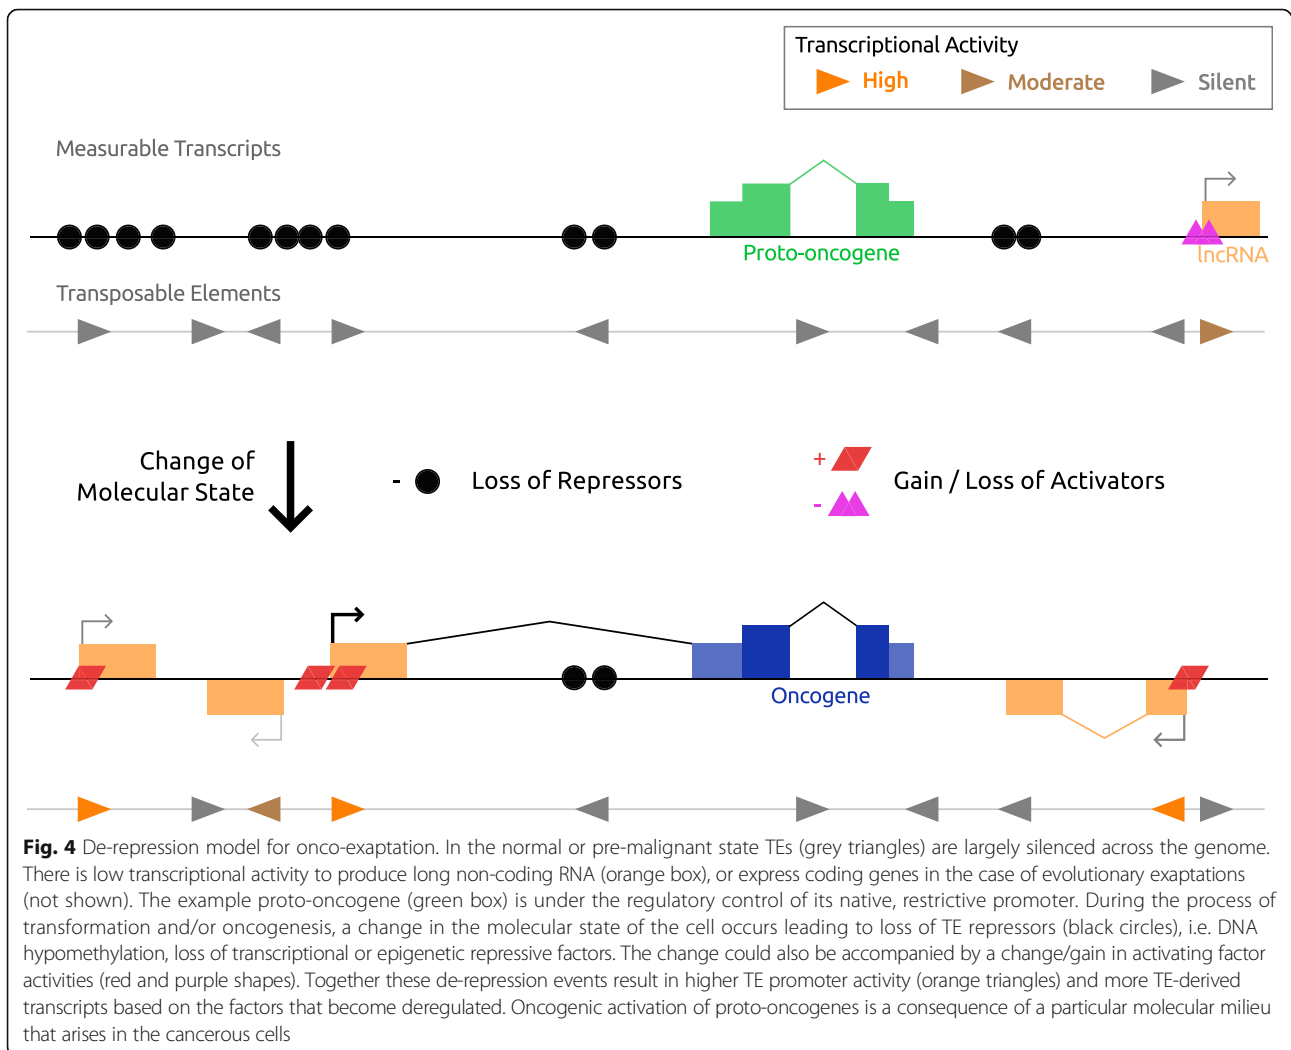 Transcriptional Activity
High Moderate Silent
Measurable Transcripts
Proto-oncogene
lncRNA
Transposable Elements
Change of
Molecular State
- Loss of Repressors
+
-
Gain / Loss of Activators
Oncogene
Fig. 4 De-repression model for onco-exaptation. In the normal or pre-malignant state TEs (grey triangles) are largely silenced across the genome.
There is low transcriptional activity to produce long non-coding RNA (orange box), or express coding genes in the case of evolutionary exaptations
(not shown). The example proto-oncogene (green box) is under the regulatory control of its native, restrictive promoter. During the process of
transformation and/or oncogenesis, a change in the molecular state of the cell occurs leading to loss of TE repressors (black circles), i.e. DNA
hypomethylation, loss of transcriptional or epigenetic repressive factors. The change could also be accompanied by a change/gain in activating factor
activities (red and purple shapes). Together these de-repression events result in higher TE promoter activity (orange triangles) and more TE-derived
transcripts based on the factors that become deregulated. Oncogenic activation of proto-oncogenes is a consequence of a particular molecular milieu
that arises in the cancerous cells